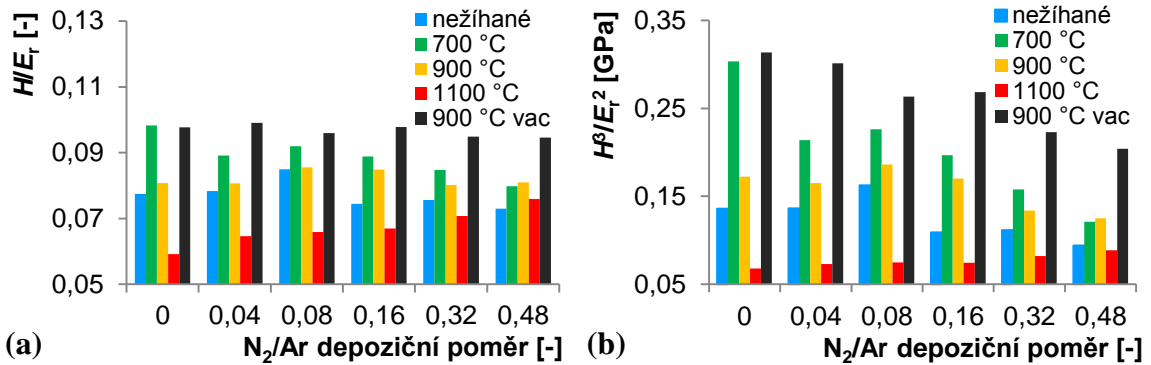 H/Er [-]
0,13
0,11
0,09
0,07
0,05
nežíhané
700 °C
900 °C
1100 °C
900 °C vac
0 0,04 0,08 0,16 0,32 0,48
N₂/Ar depoziční poměr [-]
(a)
H³/Er² [GPa]
0,35
0,25
0,15
0,05
nežíhané
700 °C
900 °C
1100 °C
900 °C vac
0 0,04 0,08 0,16 0,32 0,48
N₂/Ar depoziční poměr [-]
(b)